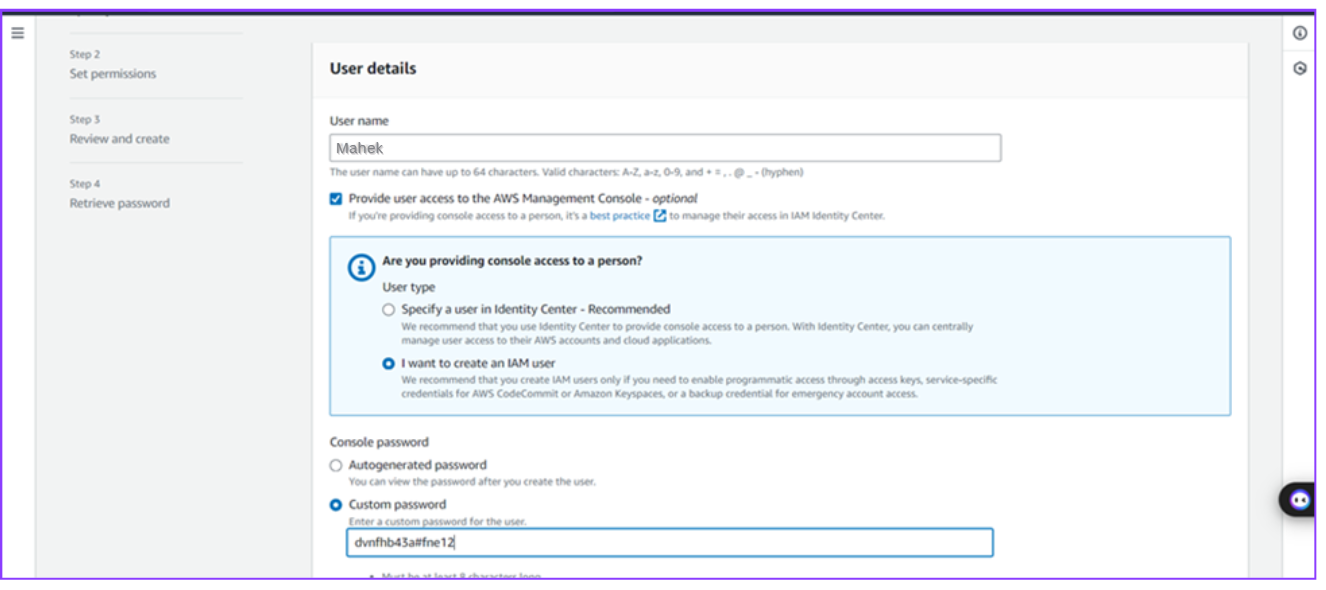 Step 2
Set permissions
Step 3
Review and create
Step 4
Retrieve password
User details
User name
Mahek
The user name can have up to 64 characters. Valid characters: A-Z, a-z, 0-9, and + = , . @ _ - (hyphen)
Provide user access to the AWS Management Console - optional
If you're providing console access to a person, it's a best practice to manage their access in IAM Identity Center.
Are you providing console access to a person?
User type
Specify a user in Identity Center - Recommended
We recommend that you use Identity Center to provide console access to a person. With Identity Center, you can centrally
manage user access to their AWS accounts and cloud applications.
I want to create an IAM user
We recommend that you create IAM users only if you need to enable programmatic access through access keys, service-specific
credentials for AWS CodeCommit or Amazon Keyspaces, or a backup credential for emergency account access.
Console password
Autogenerated password
You can view the password after you create the user.
Custom password
Enter a custom password for the user.
dvnfhb43a#fne12
Must be at least 8 characters long